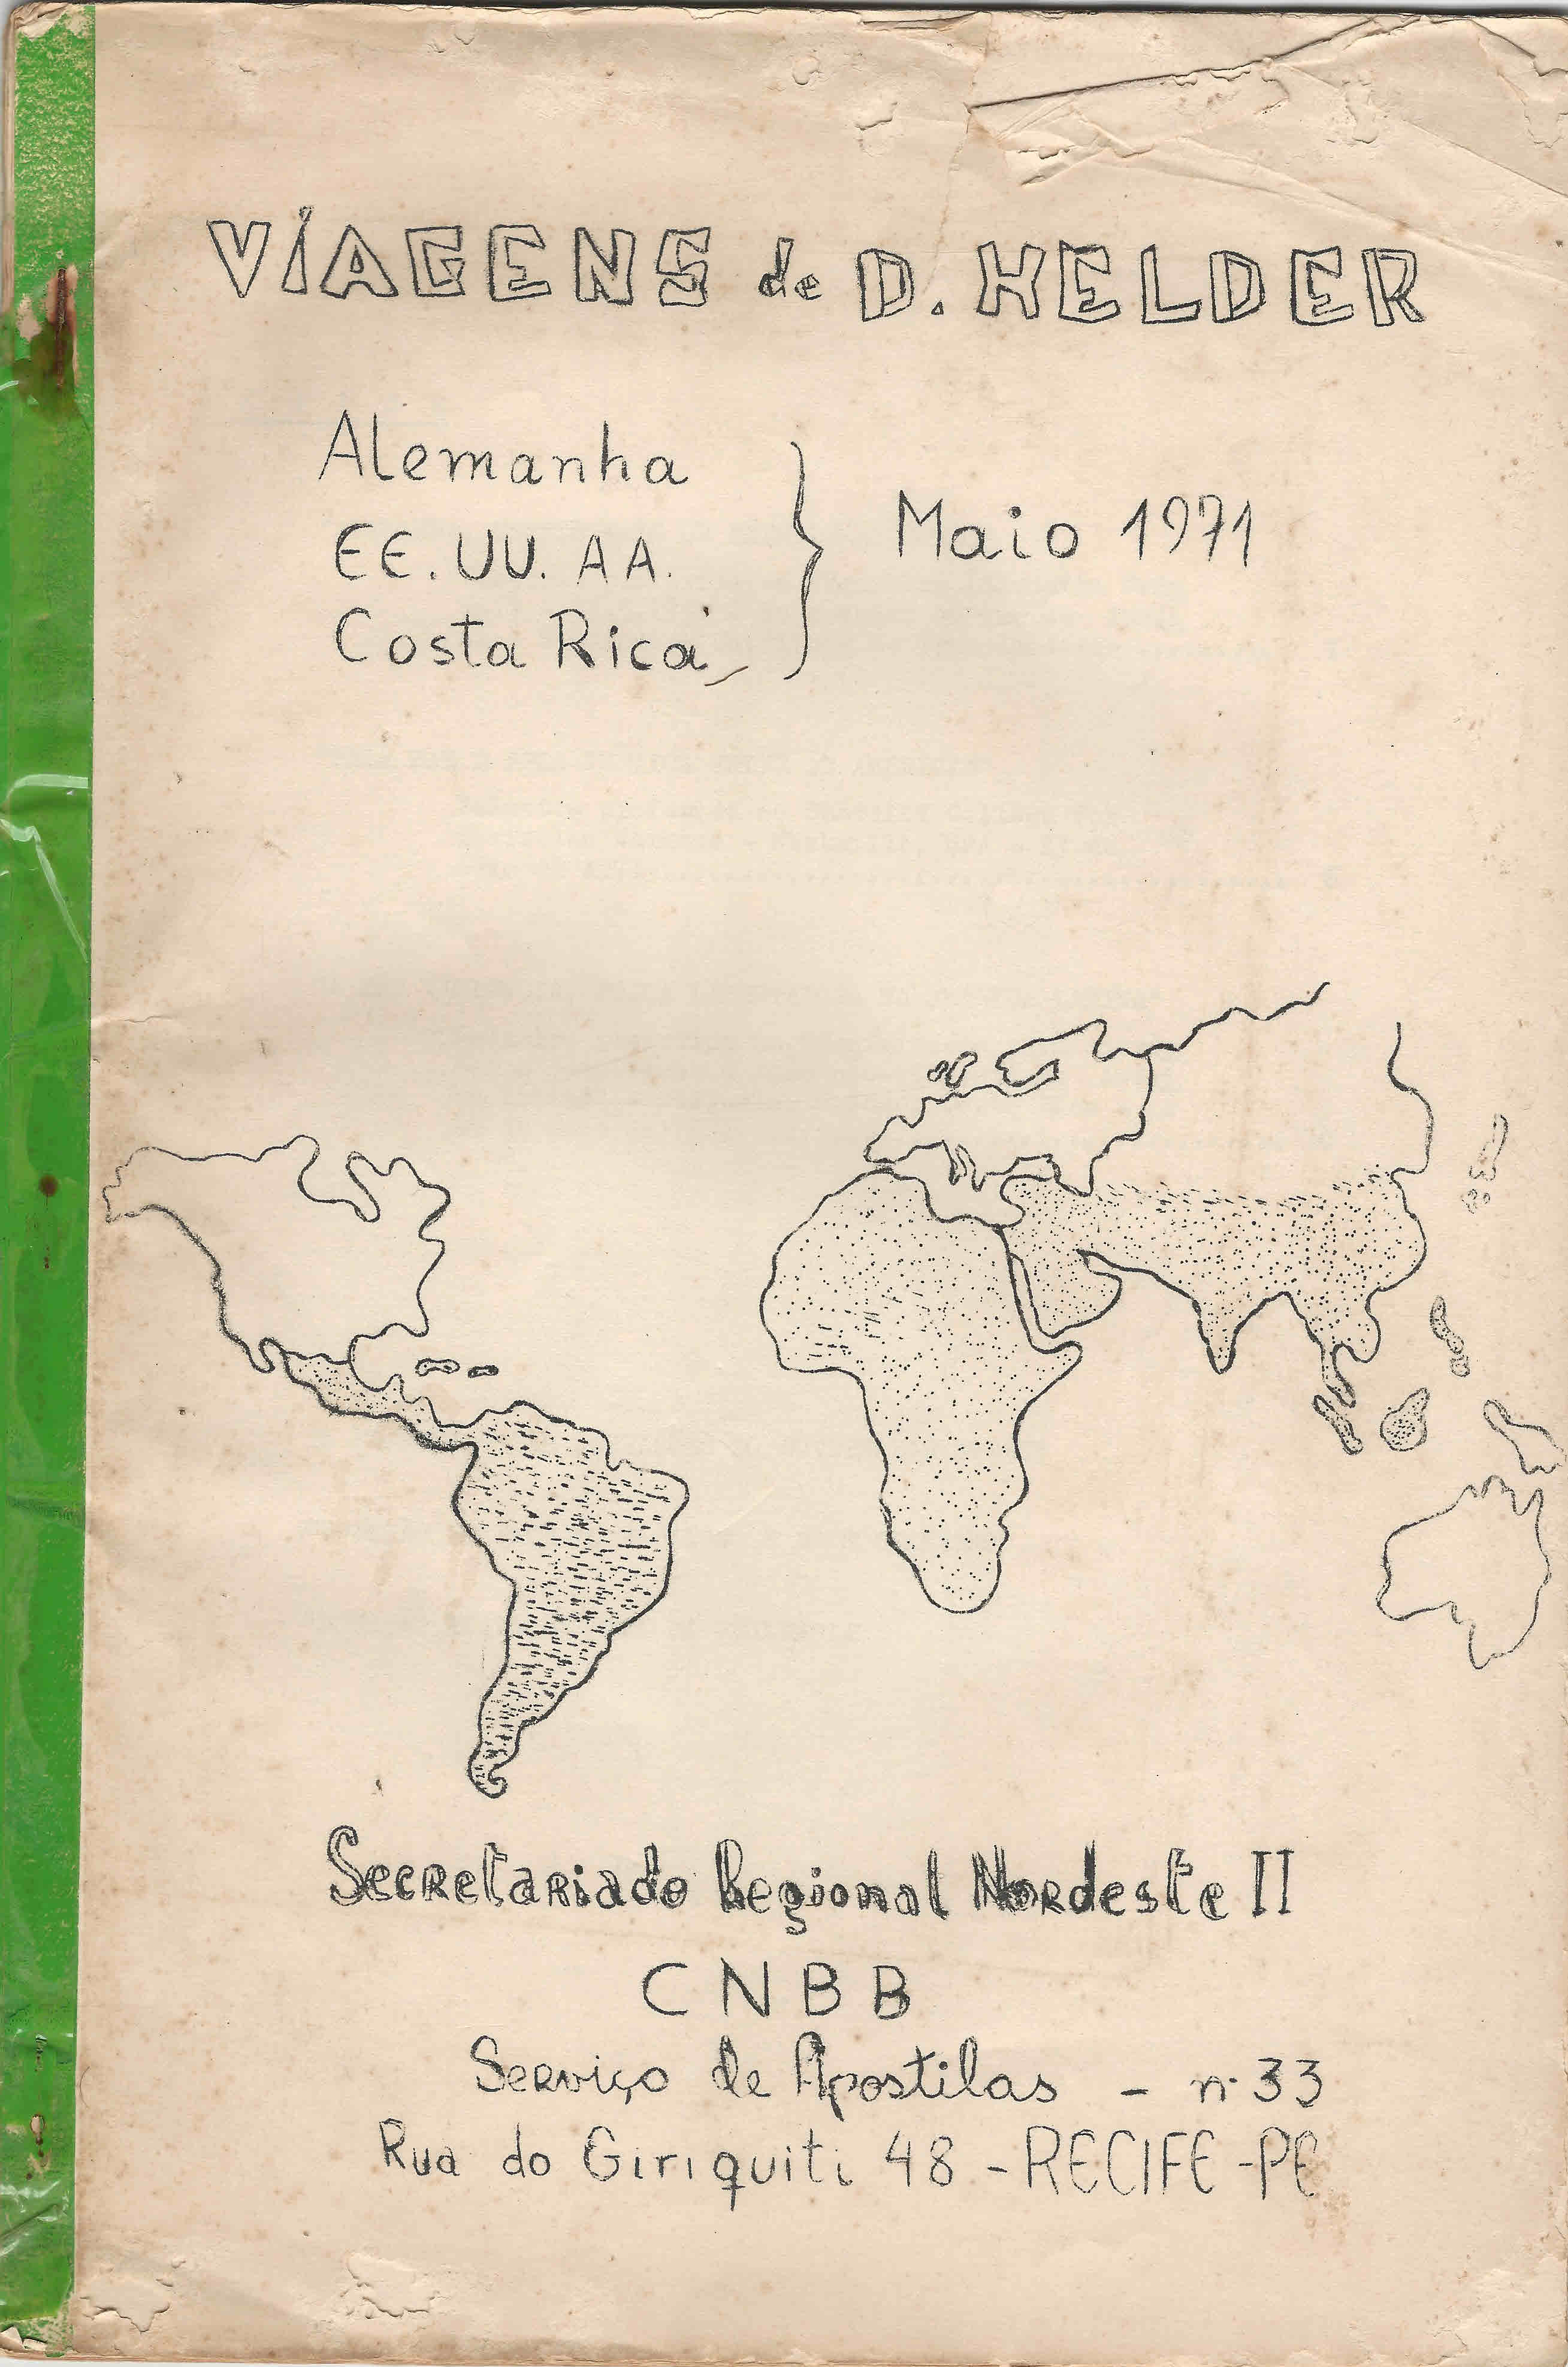 VIAGENS de D. HELDER
Alemanha
EE.UU.AA.
Costa Rica
Maio 1971
Secretariado Regional Nordeste II
CNBB
Serviço de Apostilas - nº 33
Rua do Giriquiti 48 - RECIFE - PE